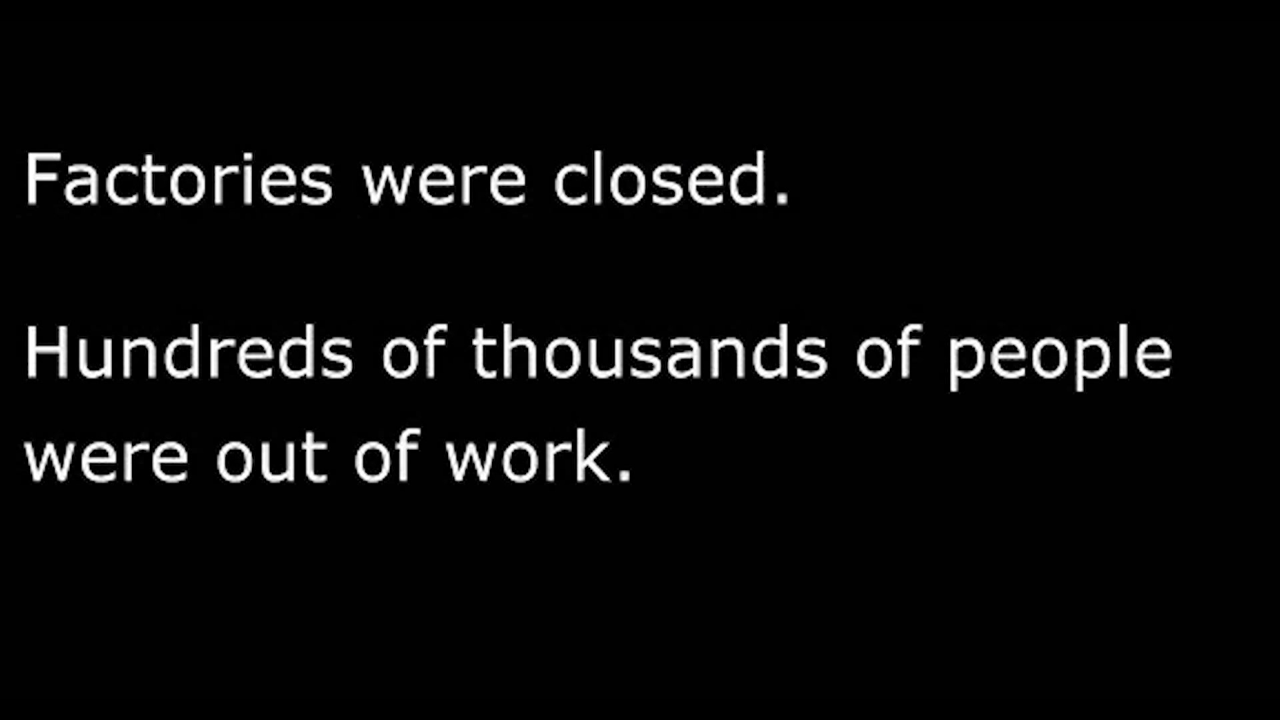 Factories were closed.
Hundreds of thousands of people
were out of work.